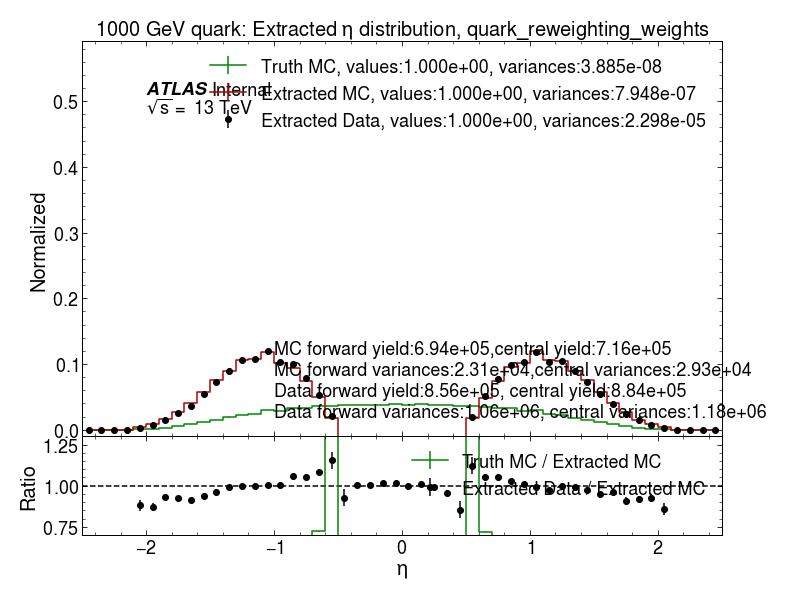 1000 GeV quark: Extracted η distribution, quark_reweighting_weights
Truth MC, values:1.000e+00, variances:3.885e-08
ATLAS Internal
Extracted MC, values:1.000e+00, variances:7.948e-07
√s = 13 TeV
Extracted Data, values:1.000e+00, variances:2.298e-05
Normalized
0.5
0.4
0.3
0.2
0.1
0.0
MC forward yield:6.94e+05,central yield:7.16e+05
MC forward variances:2.31e+04,central variances:2.93e+04
Data forward yield:8.56e+05, central yield:8.84e+05
Data forward variances:1.06e+06, central variances:1.18e+06
Ratio
1.25
1.00
0.75
Truth MC / Extracted MC
Extracted Data / Extracted MC
−2 −1 0 1 2
η